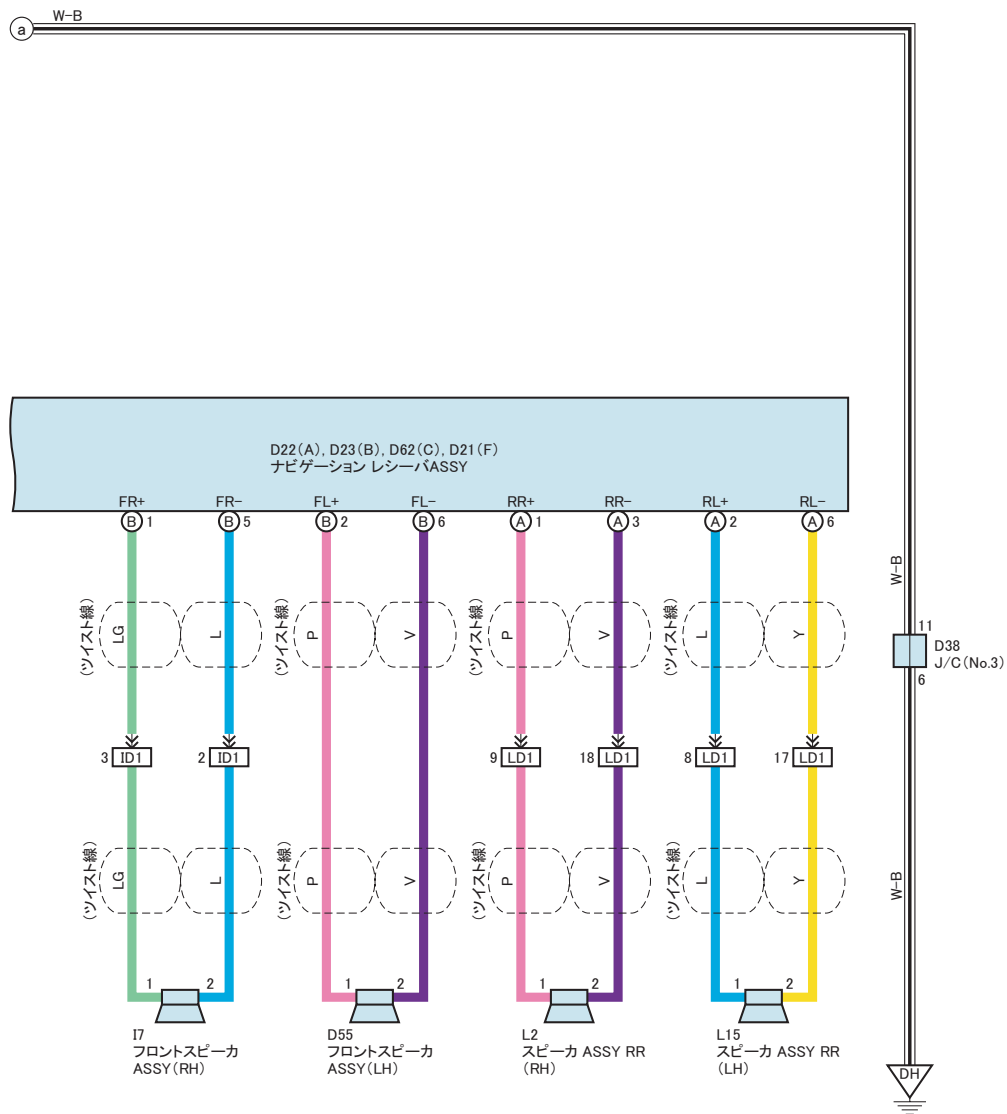 W-B
a
D22(A), D23(B), D62(C), D21(F)
ナビゲーション レシーバASSY
FR+ FR- FL+ FL- RR+ RR- RL+ RL-
B 1 B 5 B 2 B 6 A 1 A 3 A 2 A 6
W-B
(ツイスト線) LG L (ツイスト線) P V (ツイスト線) P V (ツイスト線) L Y
11
D38
J/C(No.3)
6
3 ID1 2 ID1 9 LD1 18 LD1 8 LD1 17 LD1
(ツイスト線) LG L (ツイスト線) P V (ツイスト線) P V (ツイスト線) L Y
W-B
1 2 1 2 1 2 1 2
I7
フロントスピーカ
ASSY(RH)
D55
フロントスピーカ
ASSY(LH)
L2
スピーカ ASSY RR
(RH)
L15
スピーカ ASSY RR
(LH)
DH